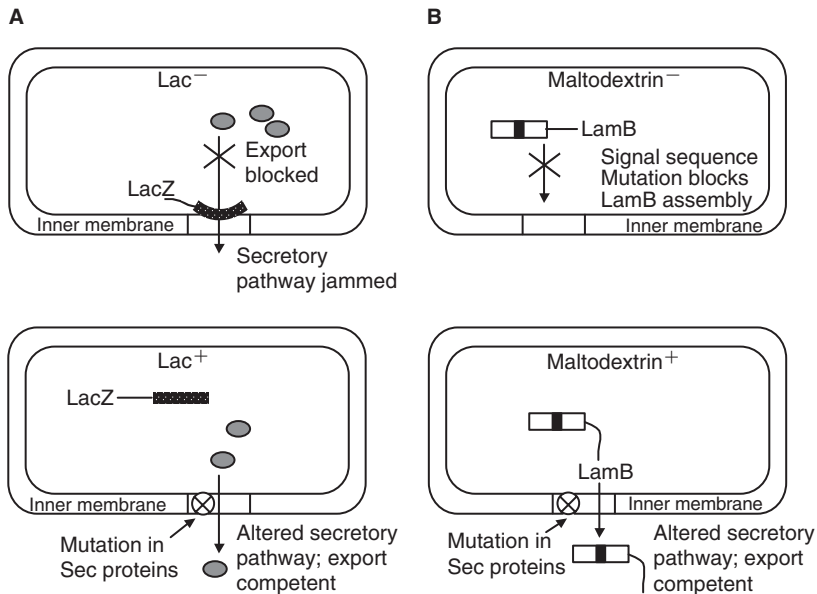 A
Lac−
Export
blocked
LacZ
Inner membrane
Secretory
pathway jammed
Lac+
LacZ
Inner membrane
Mutation in
Sec proteins
Altered secretory
pathway; export
competent
B
Maltodextrin−
LamB
Signal sequence
Mutation blocks
LamB assembly
Inner membrane
Maltodextrin+
LamB
Inner membrane
Mutation in
Sec proteins
Altered secretory
pathway; export
competent